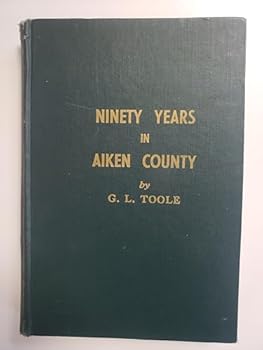 NINETY YEARS
IN
AIKEN COUNTY
by
G. L. TOOLE